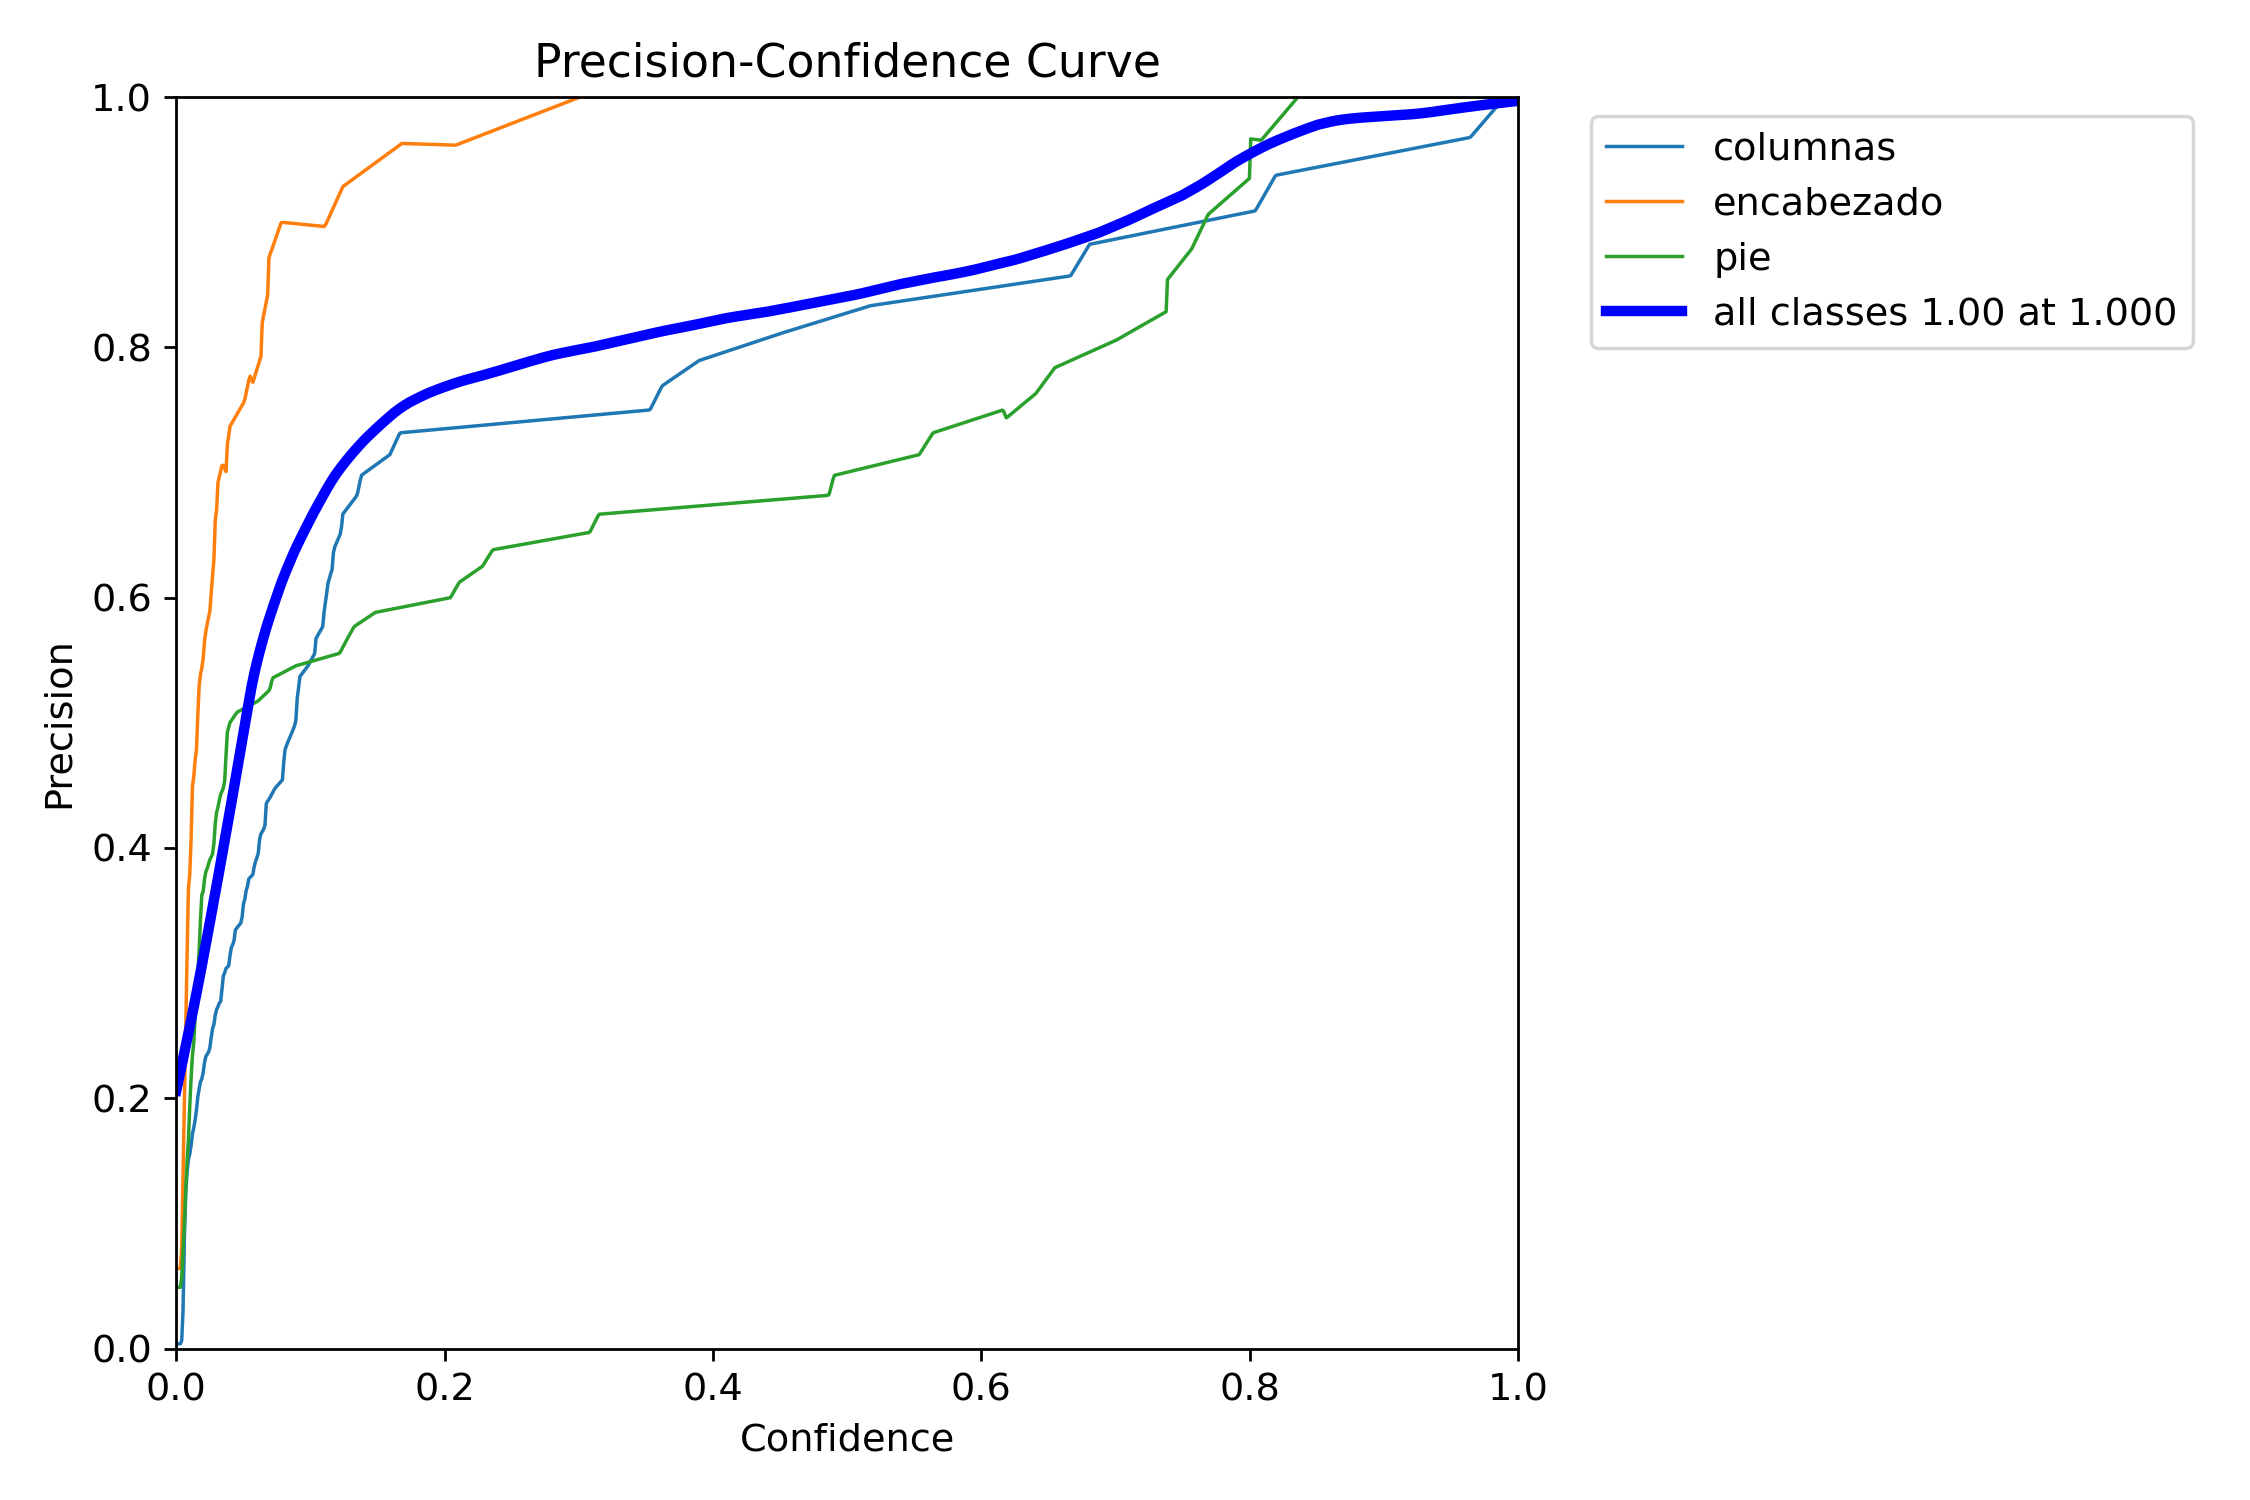 Precision-Confidence Curve
1.0
0.8
0.6
0.4
0.2
0.0
Precision
0.0 0.2 0.4 0.6 0.8 1.0
Confidence
columnas
encabezado
pie
all classes 1.00 at 1.000